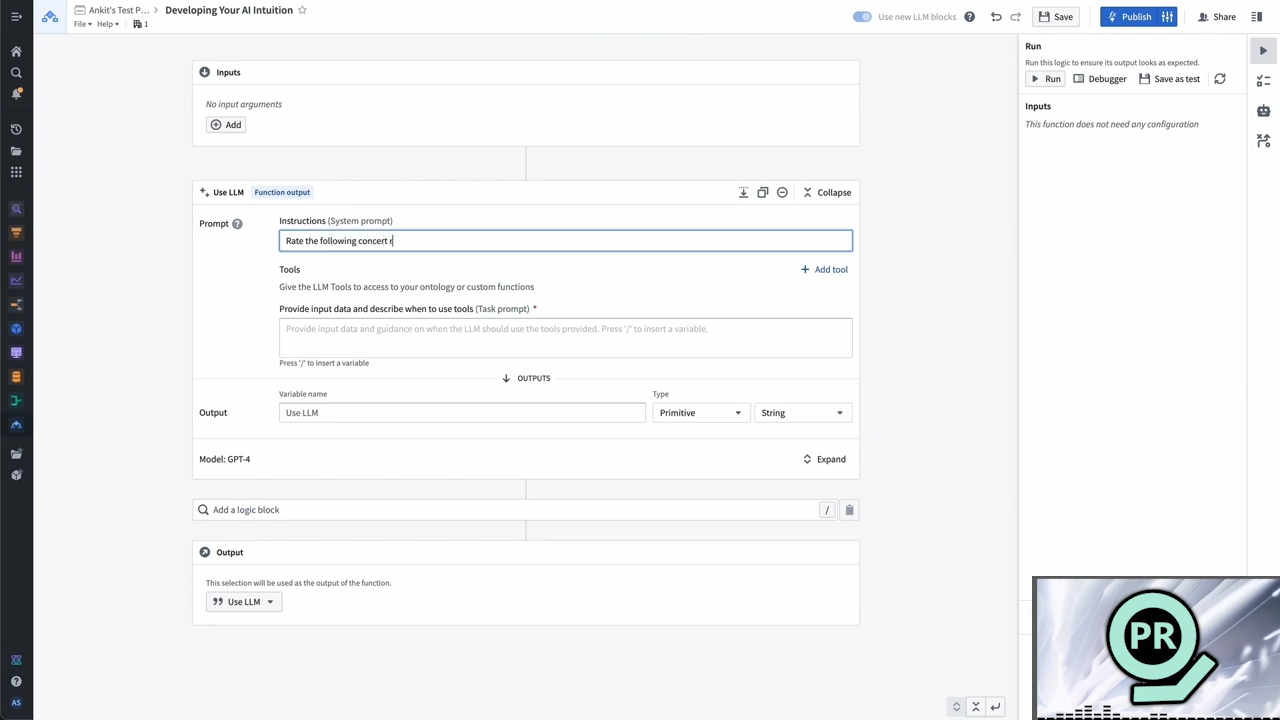 Ankit's Test P... > Developing Your AI Intuition
File Help 1
Use new LLM blocks
Save
Publish
Share
Inputs
No input arguments
Add
Use LLM Function output
Collapse
Prompt
Instructions (System prompt)
Rate the following concert r
Tools
Add tool
Give the LLM Tools to access to your ontology or custom functions
Provide input data and describe when to use tools (Task prompt) *
Provide input data and guidance on when the LLM should use the tools provided. Press '/' to insert a variable.
Press '/' to insert a variable
OUTPUTS
Variable name
Type
Output
Use LLM
Primitive
String
Model: GPT-4
Expand
Add a logic block
/
Output
This selection will be used as the output of the function.
Use LLM
Run
Run this logic to ensure its output looks as expected.
Run
Debugger
Save as test
Inputs
This function does not need any configuration
AS
PR